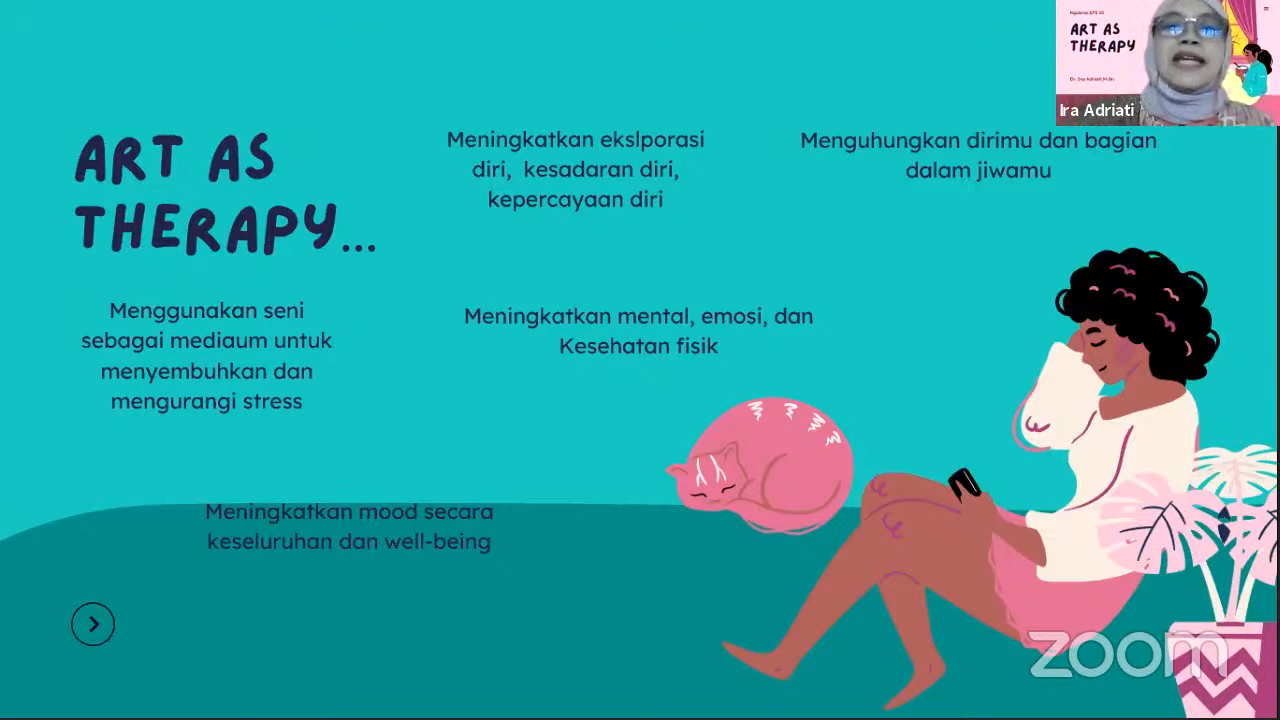 ART AS
THERAPY...
Meningkatkan ekslporasi
diri, kesadaran diri,
kepercayaan diri
Menguhungkan dirimu dan bagian
dalam jiwamu
Menggunakan seni
sebagai mediaum untuk
menyembuhkan dan
mengurangi stress
Meningkatkan mental, emosi, dan
Kesehatan fisik
Meningkatkan mood secara
keseluruhan dan well-being
ART AS
THERAPY
Ira Adriati
zoom